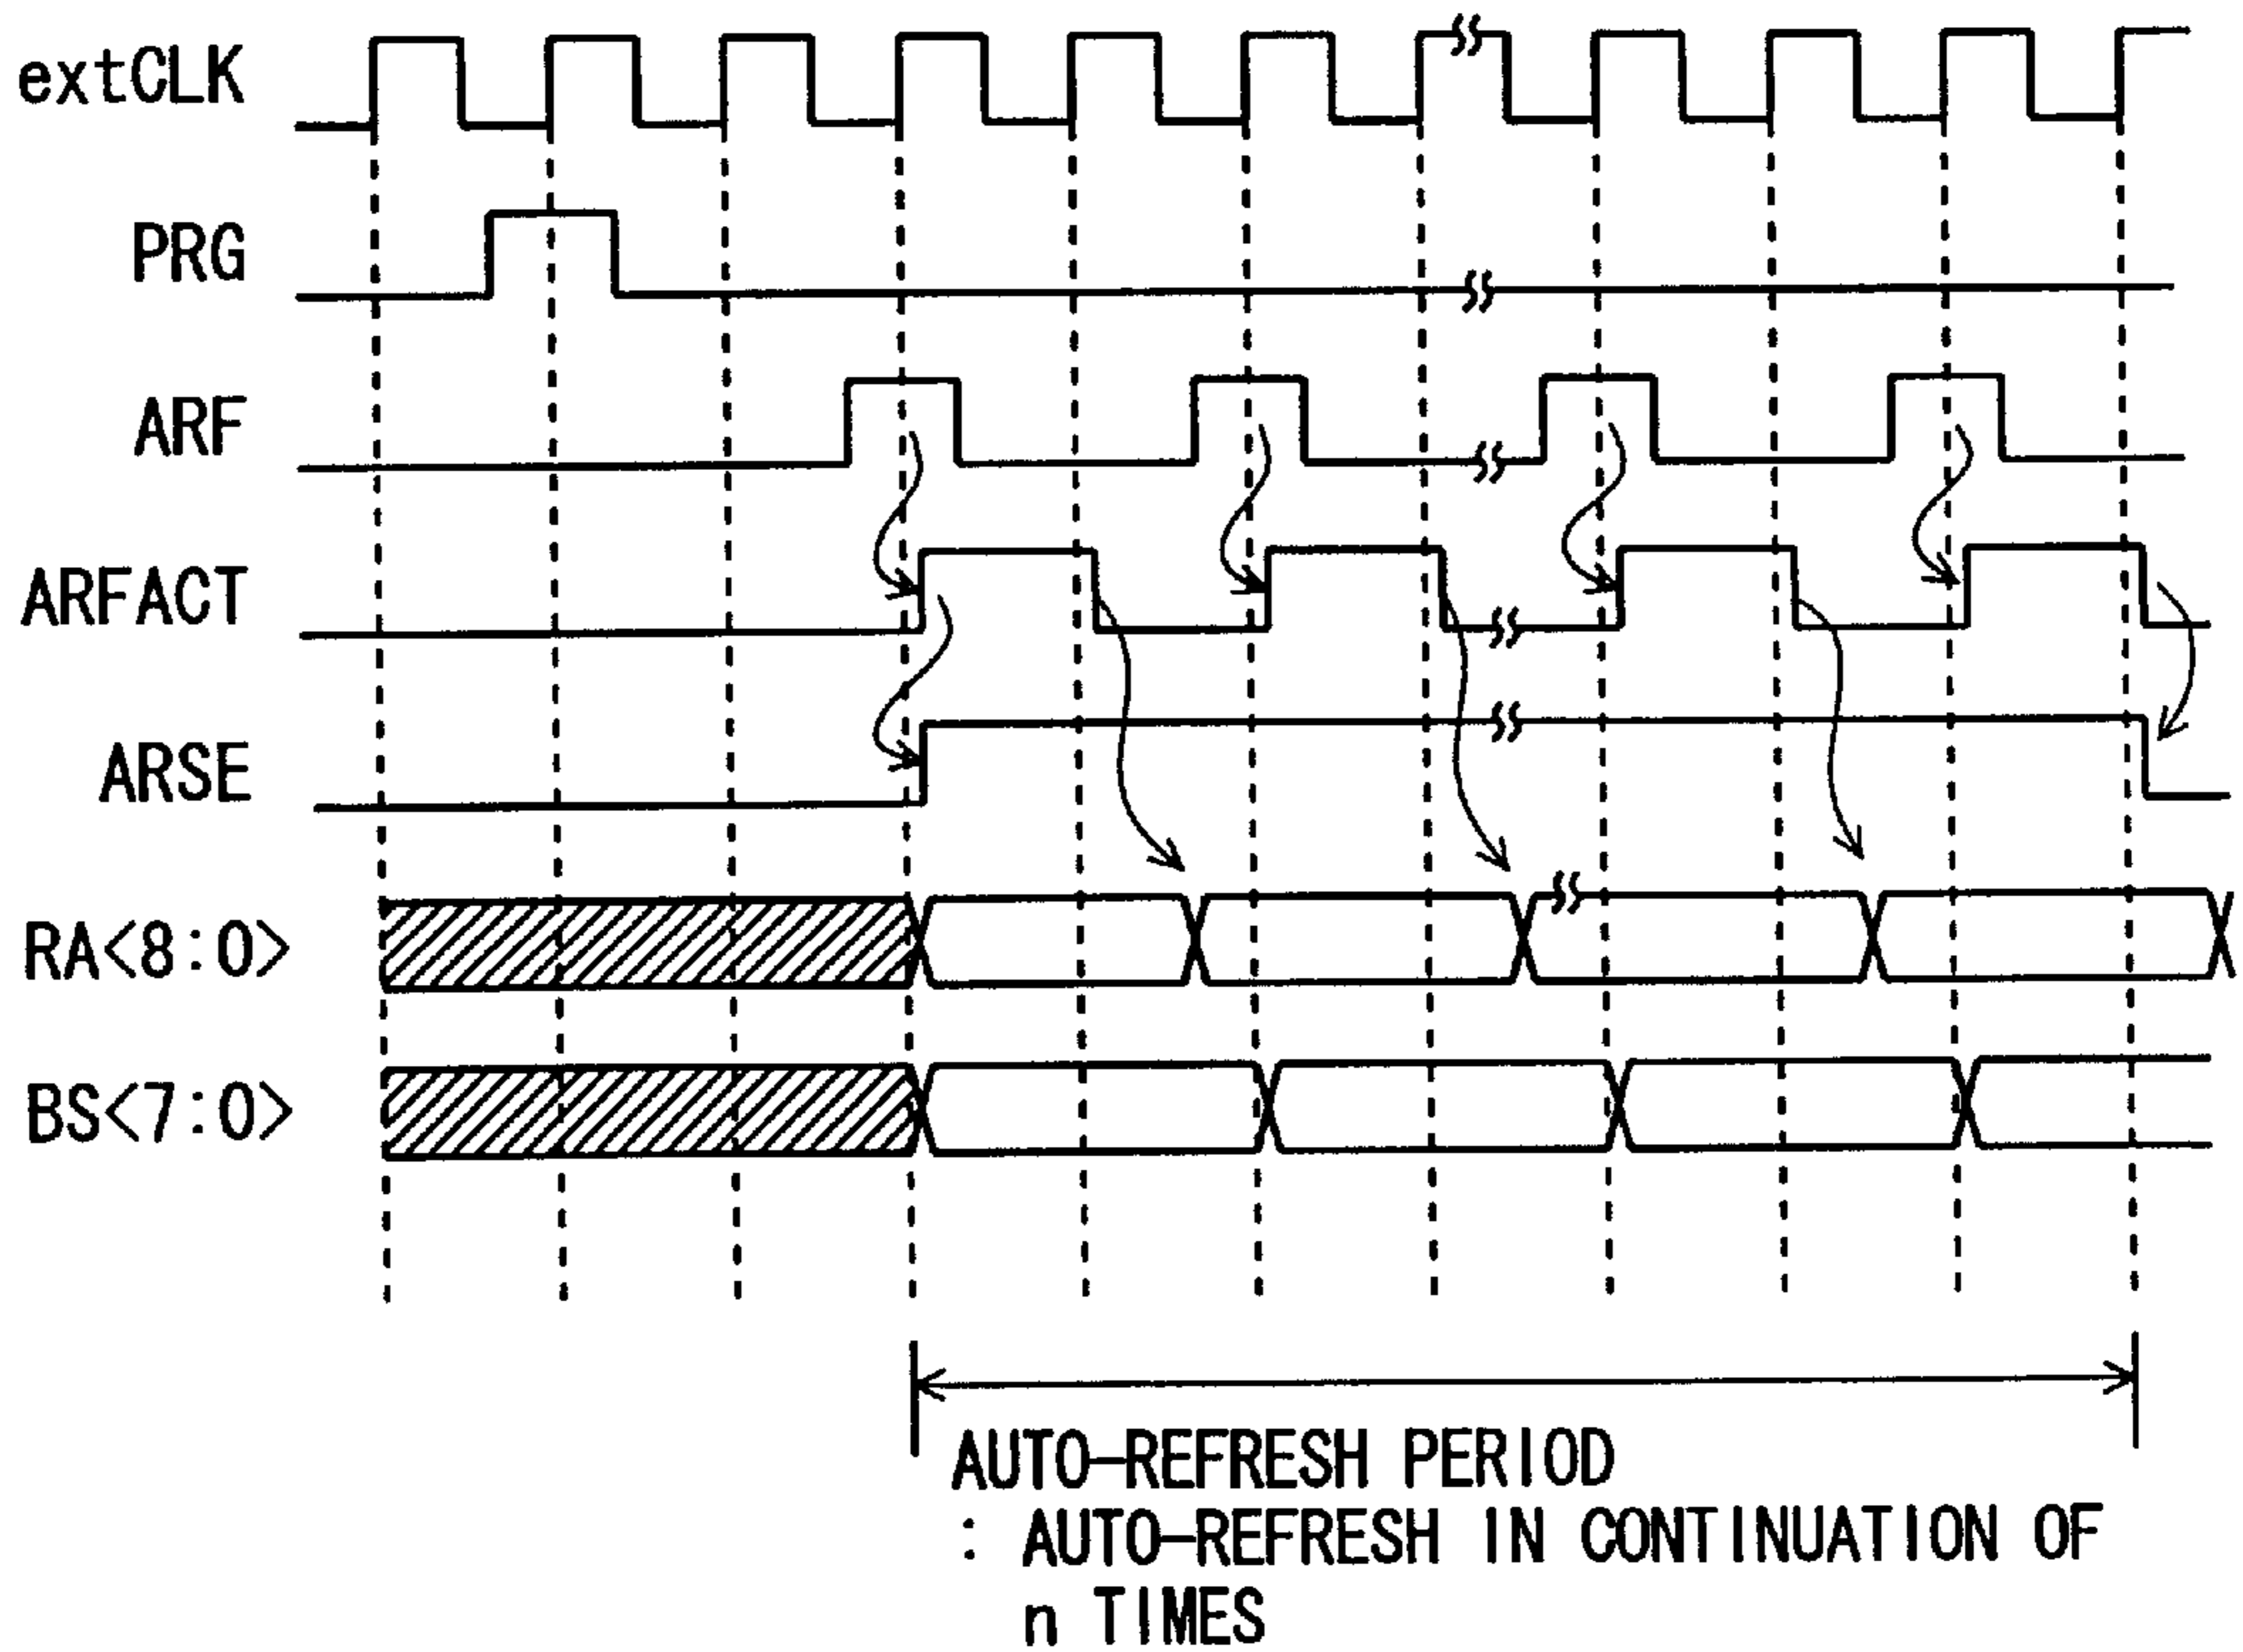 extCLK
PRG
ARF
ARFACT
ARSE
RA<8:0>
BS<7:0>
AUTO-REFRESH PERIOD
: AUTO-REFRESH IN CONTINUATION OF
n TIMES